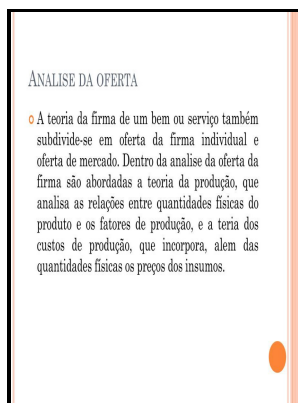 ANALISE DA OFERTA
A teoria da firma de um bem ou serviço também
subdivide-se em oferta da firma individual e
oferta de mercado. Dentro da analise da oferta da
firma são abordadas a teoria da produção, que
analisa as relações entre quantidades físicas do
produto e os fatores de produção, e a teria dos
custos de produção, que incorpora, alem das
quantidades físicas os preços dos insumos.